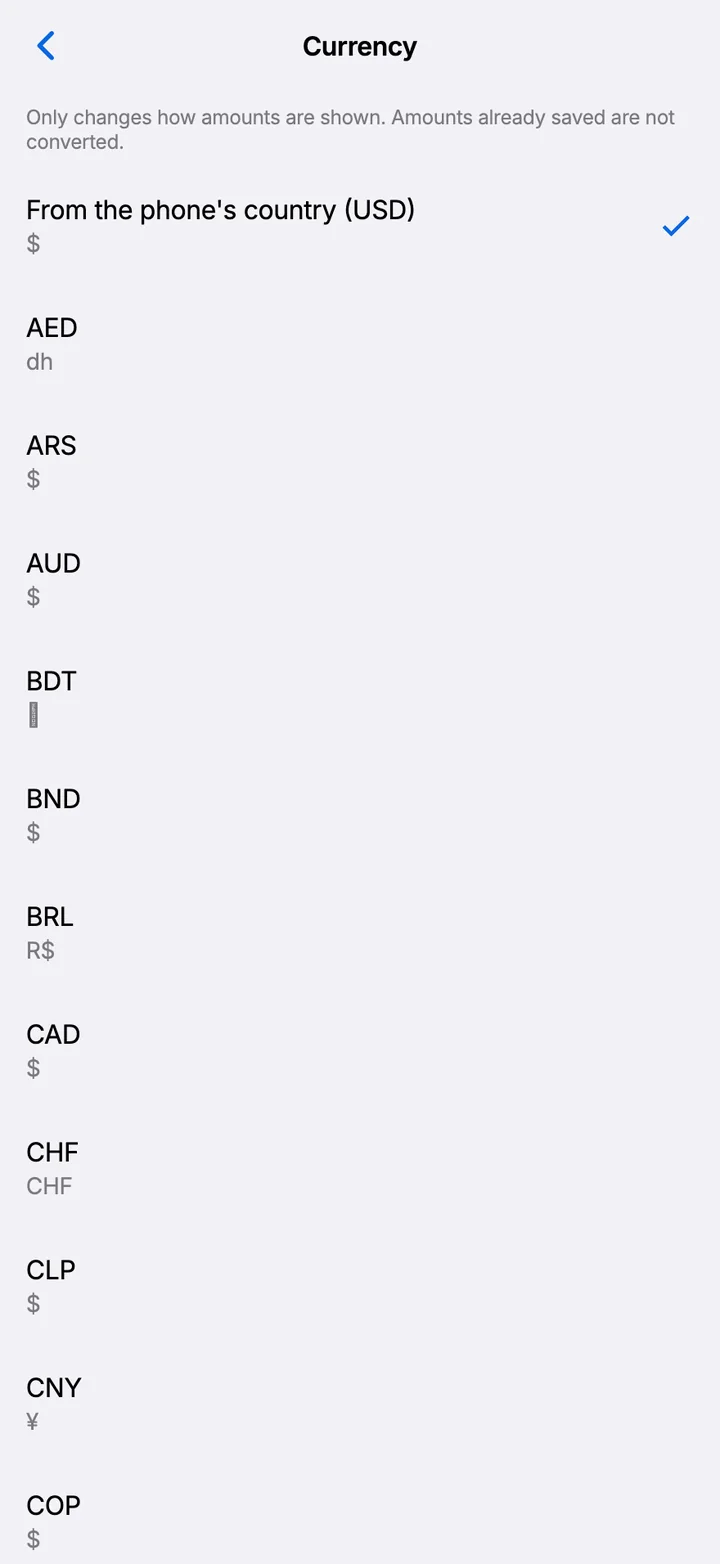 Currency
Only changes how amounts are shown. Amounts already saved are not
converted.
From the phone's country (USD)
$
AED
dh
ARS
$
AUD
$
BDT
BND
$
BRL
R$
CAD
$
CHF
CHF
CLP
$
CNY
¥
COP
$